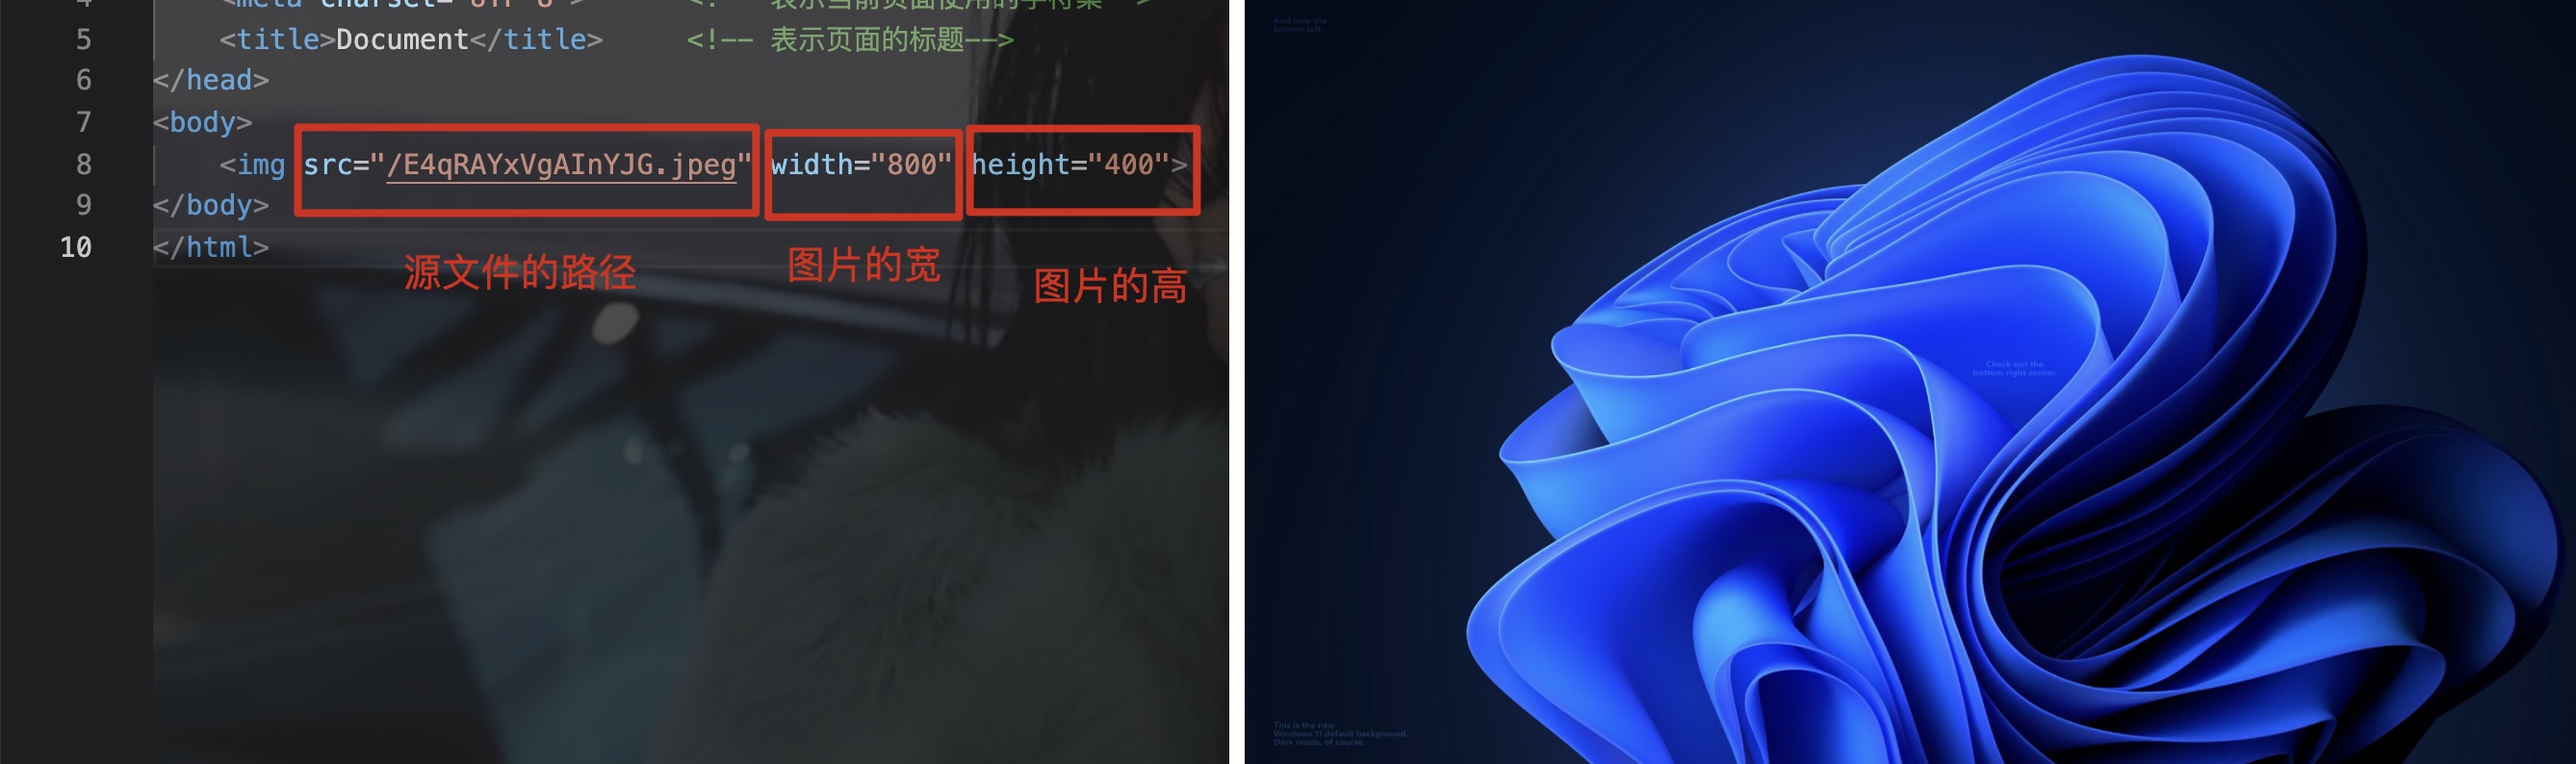 4 <meta charset="UTF-8"> <!-- 表示当前页面使用的字符集-->
5 <title>Document</title> <!-- 表示页面的标题-->
6 </head>
7 <body>
8 <img src="/E4qRAYxVgAInYJG.jpeg" width="800" height="400">
9 </body>
10 </html>
源文件的路径
图片的宽
图片的高
And now the
bottom left.
Check out the
bottom right corner.
This is the new
Windows 11 default background.
Dark mode, of course.